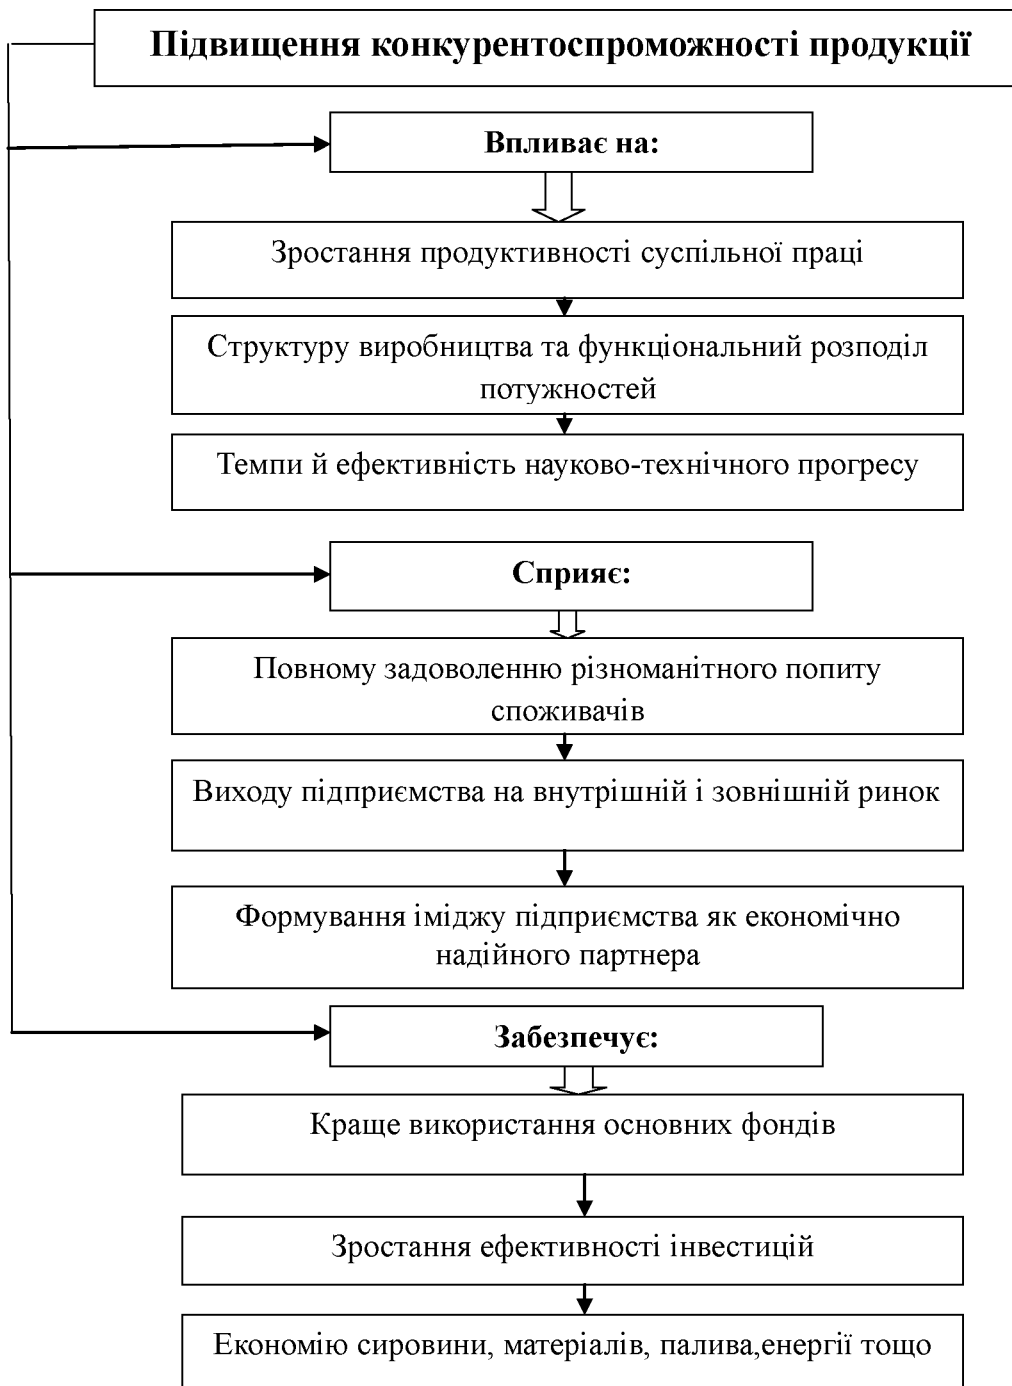 Підвищення конкурентоспроможності продукції
Впливає на:
Зростання продуктивності суспільної праці
Структуру виробництва та функціональний розподіл
потужностей
Темпи й ефективність науково-технічного прогресу
Сприяє:
Повному задоволенню різноманітного попиту
споживачів
Виходу підприємства на внутрішній і зовнішній ринок
Формування іміджу підприємства як економічно
надійного партнера
Забезпечує:
Краще використання основних фондів
Зростання ефективності інвестицій
Економію сировини, матеріалів, палива,енергії тощо